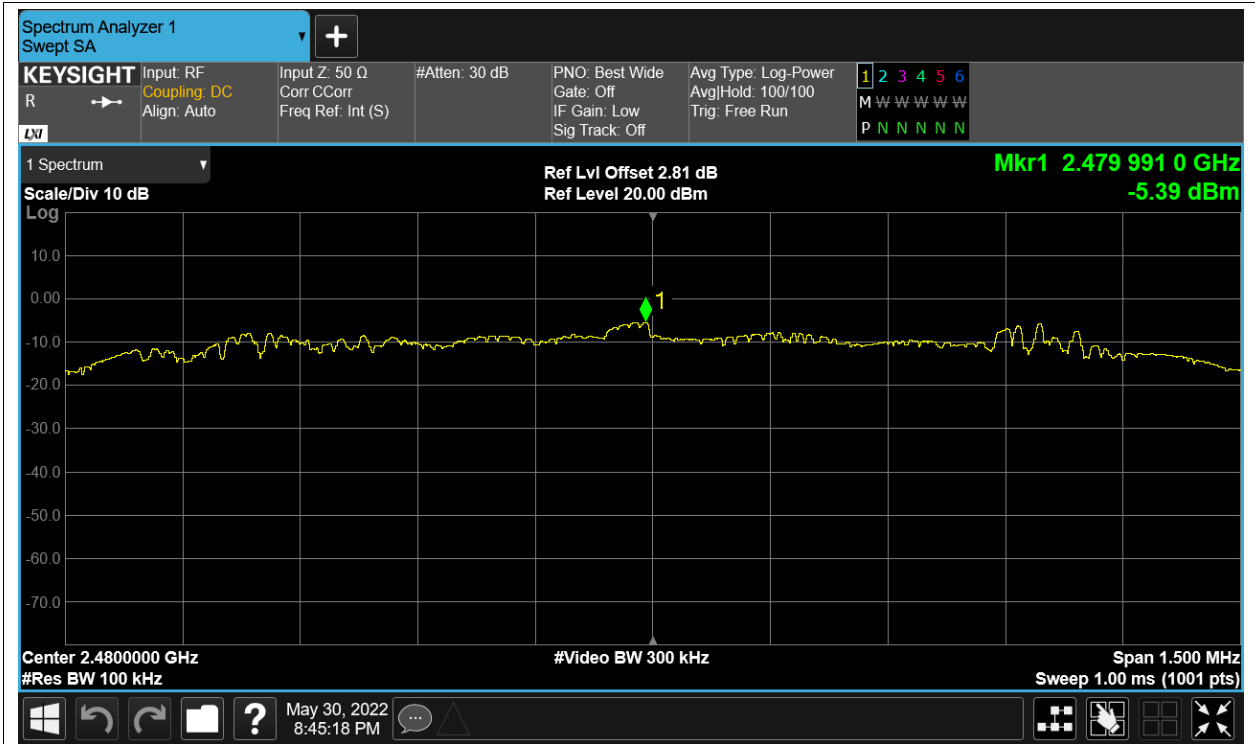 Spectrum Analyzer 1
Swept SA
KEYSIGHT
R
LXI
Input: RF
Coupling: DC
Align: Auto
Input Z: 50 Ω
Corr CCorr
Freq Ref: Int (S)
#Atten: 30 dB
PNO: Best Wide
Gate: Off
IF Gain: Low
Sig Track: Off
Avg Type: Log-Power
Avg|Hold: 100/100
Trig: Free Run
1 2 3 4 5 6
M W W W W W
P N N N N N
1 Spectrum
Scale/Div 10 dB
Log
Ref Lvl Offset 2.81 dB
Ref Level 20.00 dBm
Mkr1 2.479 991 0 GHz
-5.39 dBm
10.0
0.00
1
-10.0
-20.0
-30.0
-40.0
-50.0
-60.0
-70.0
Center 2.4800000 GHz
#Res BW 100 kHz
#Video BW 300 kHz
Span 1.500 MHz
Sweep 1.00 ms (1001 pts)
?
May 30, 2022
8:45:18 PM